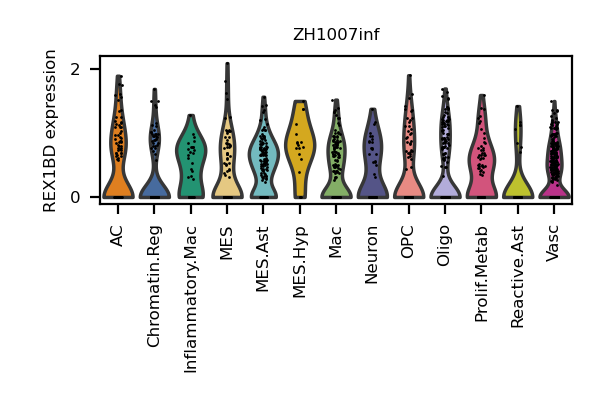 ZH1007inf
REX1BD expression
2
0
AC
Chromatin.Reg
Inflammatory.Mac
MES
MES.Ast
MES.Hyp
Mac
Neuron
OPC
Oligo
Prolif.Metab
Reactive.Ast
Vasc